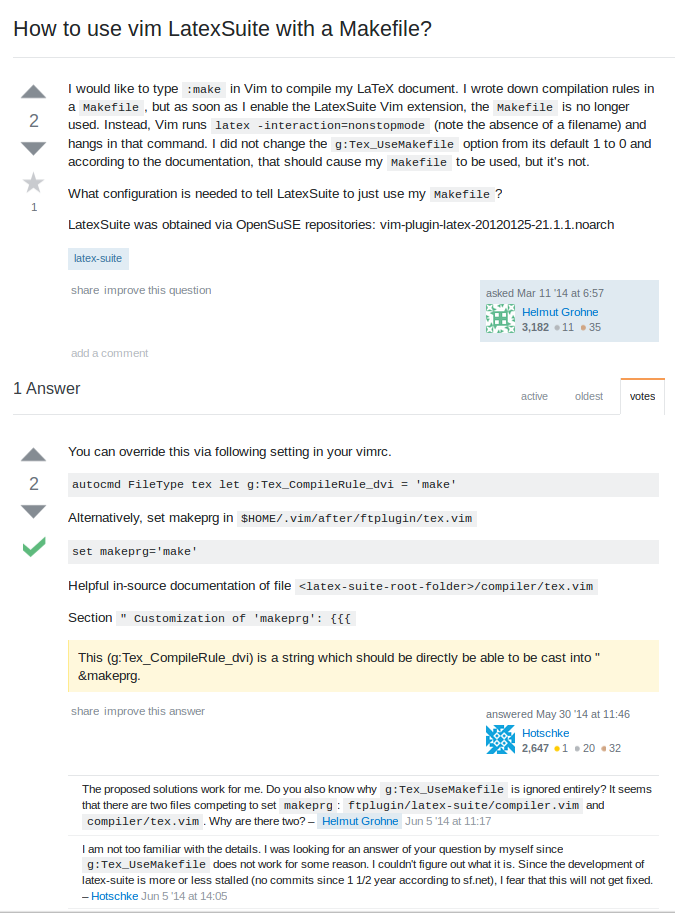 How to use vim LatexSuite with a Makefile?
I would like to type :make in Vim to compile my LaTeX document. I wrote down compilation rules in
a Makefile, but as soon as I enable the LatexSuite Vim extension, the Makefile is no longer
used. Instead, Vim runs latex -interaction=nonstopmode (note the absence of a filename) and
hangs in that command. I did not change the g:Tex_UseMakefile option from its default 1 to 0 and
according to the documentation, that should cause my Makefile to be used, but it's not.
2
What configuration is needed to tell LatexSuite to just use my Makefile?
1
LatexSuite was obtained via OpenSuSE repositories: vim-plugin-latex-20120125-21.1.1.noarch
latex-suite
share improve this question
asked Mar 11 '14 at 6:57
Helmut Grohne
3,182 ●11 ●35
add a comment
1 Answer
active oldest votes
You can override this via following setting in your vimrc.
2
autocmd FileType tex let g:Tex_CompileRule_dvi = 'make'
Alternatively, set makeprg in $HOME/.vim/after/ftplugin/tex.vim
set makeprg='make'
Helpful in-source documentation of file <latex-suite-root-folder>/compiler/tex.vim
Section " Customization of 'makeprg': {{{
This (g:Tex_CompileRule_dvi) is a string which should be directly be able to be cast into "
&makeprg.
share improve this answer
answered May 30 '14 at 11:46
Hotschke
2,647 ●1 ●20 ●32
The proposed solutions work for me. Do you also know why g:Tex_UseMakefile is ignored entirely? It seems
that there are two files competing to set makeprg: ftplugin/latex-suite/compiler.vim and
compiler/tex.vim. Why are there two? – Helmut Grohne Jun 5 '14 at 11:17
I am not too familiar with the details. I was looking for an answer of your question by myself since
g:Tex_UseMakefile does not work for some reason. I couldn't figure out what it is. Since the development of
latex-suite is more or less stalled (no commits since 1 1/2 year according to sf.net), I fear that this will not get fixed.
– Hotschke Jun 5 '14 at 14:05